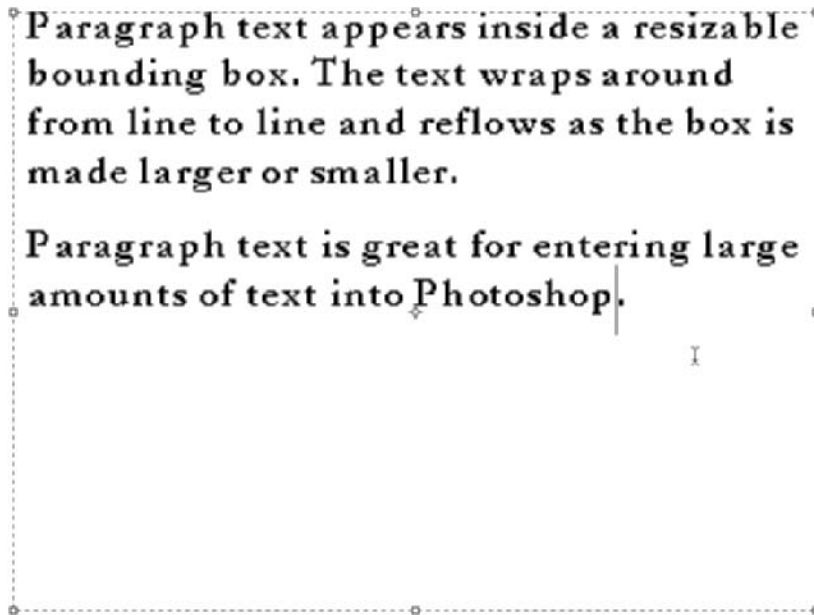 Paragraph text appears inside a resizable
bounding box. The text wraps around
from line to line and reflows as the box is
made larger or smaller.
Paragraph text is great for entering large
amounts of text into Photoshop.